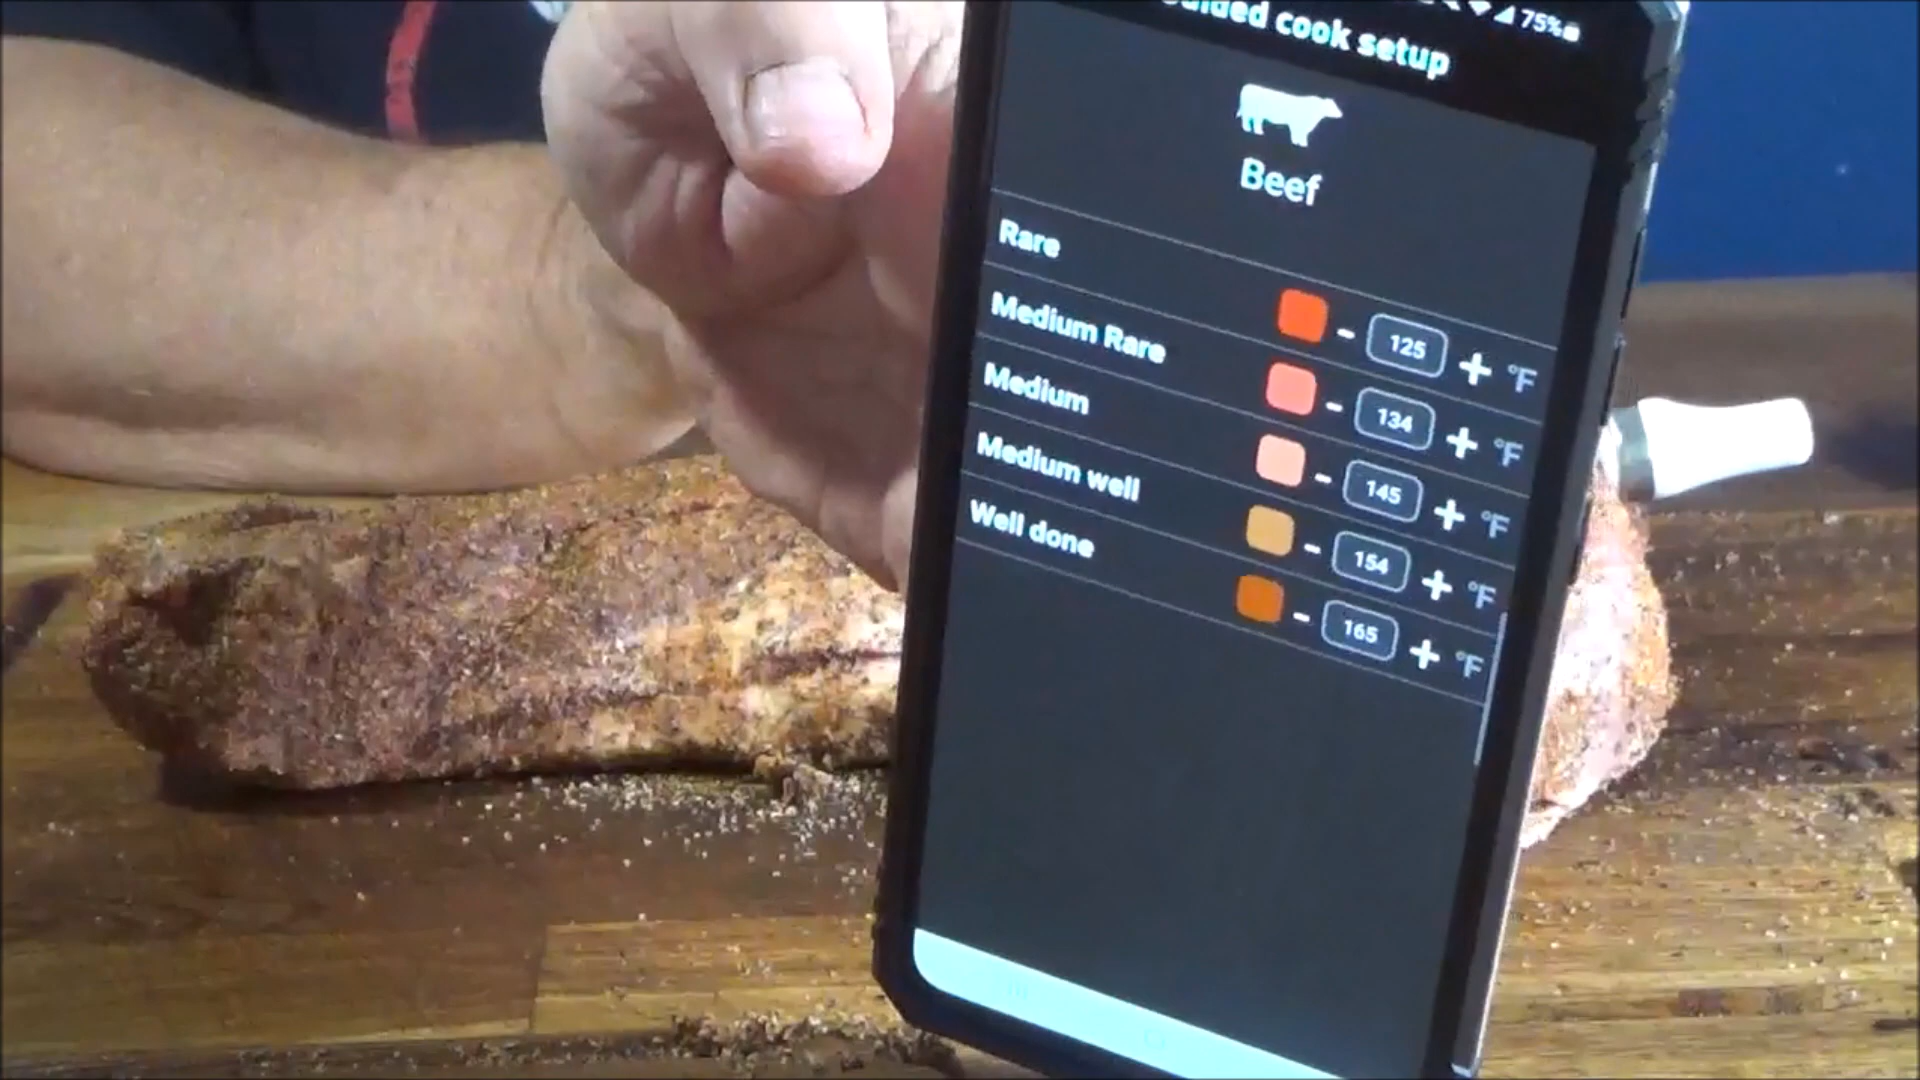 75%
cook setup
Beef
Rare
- 125 + °F
Medium Rare
- 134 + °F
Medium
- 145 + °F
Medium well
- 154 + °F
Well done
- 165 + °F